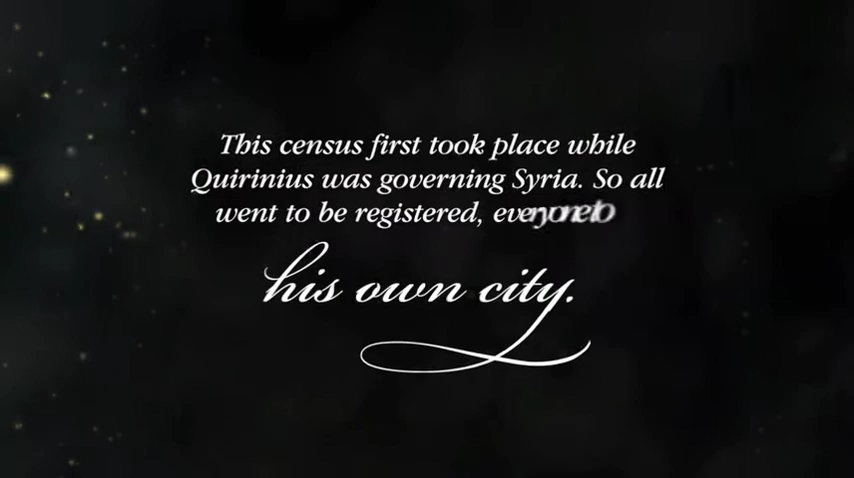 This census first took place while
Quirinius was governing Syria. So all
went to be registered, everyone to
his own city.